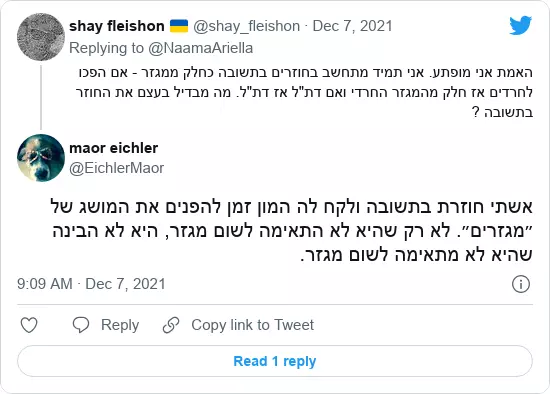 shay fleishon 🇺🇦 @shay_fleishon · Dec 7, 2021
Replying to @NaamaAriella
האמת אני מופתע. אני תמיד מתחשב בחוזרים בתשובה כחלק ממגזר - אם הפכו
לחרדים אז חלק מהמגזר החרדי ואם דת"ל אז דת"ל. מה מבדיל בעצם את החוזר
בתשובה ?
maor eichler
@EichlerMaor
אשתי חוזרת בתשובה ולקח לה המון זמן להפנים את המושג של
״מגזרים״. לא רק שהיא לא התאימה לשום מגזר, היא לא הבינה
שהיא לא מתאימה לשום מגזר.
9:09 AM · Dec 7, 2021
Reply
Copy link to Tweet
Read 1 reply